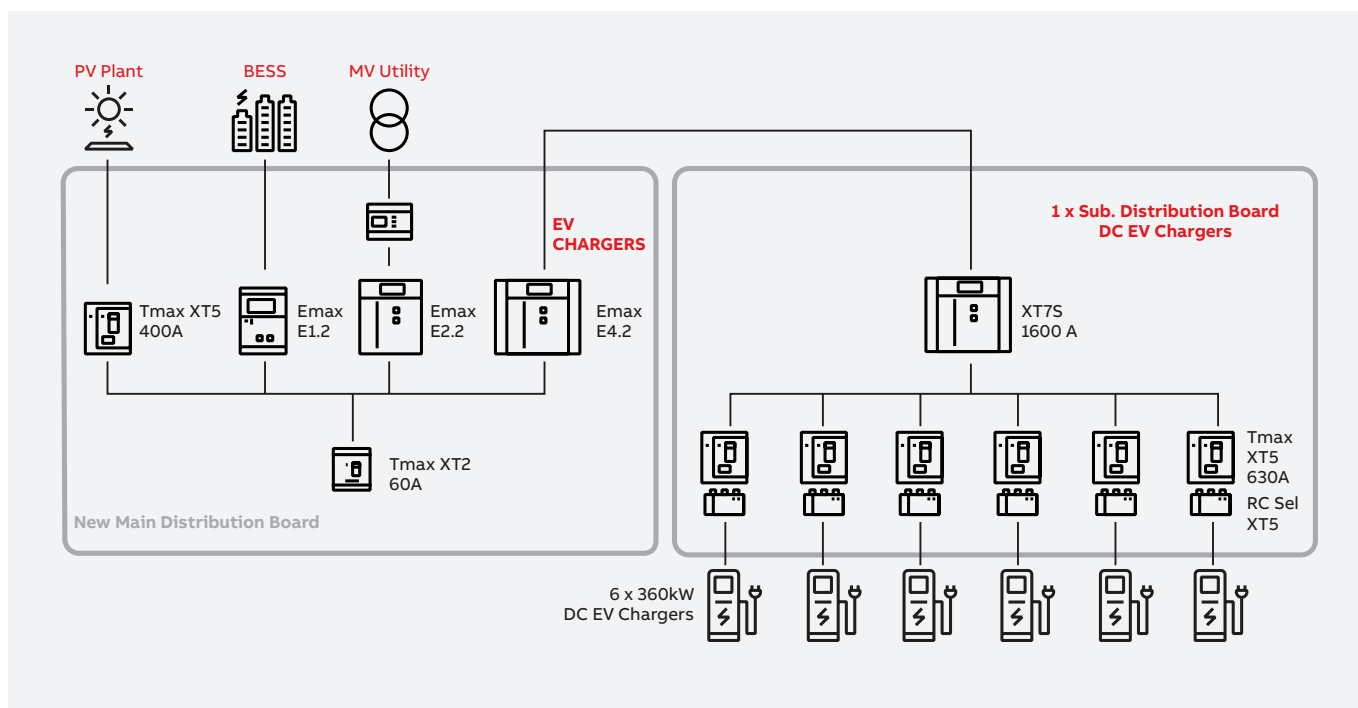 PV Plant
BESS
MV Utility
EV
CHARGERS
Tmax XT5
400A
Emax
E1.2
Emax
E2.2
Emax
E4.2
Tmax XT2
60A
New Main Distribution Board
1 x Sub. Distribution Board
DC EV Chargers
XT7S
1600 A
Tmax
XT5
630A
RC Sel
XT5
6 x 360kW
DC EV Chargers